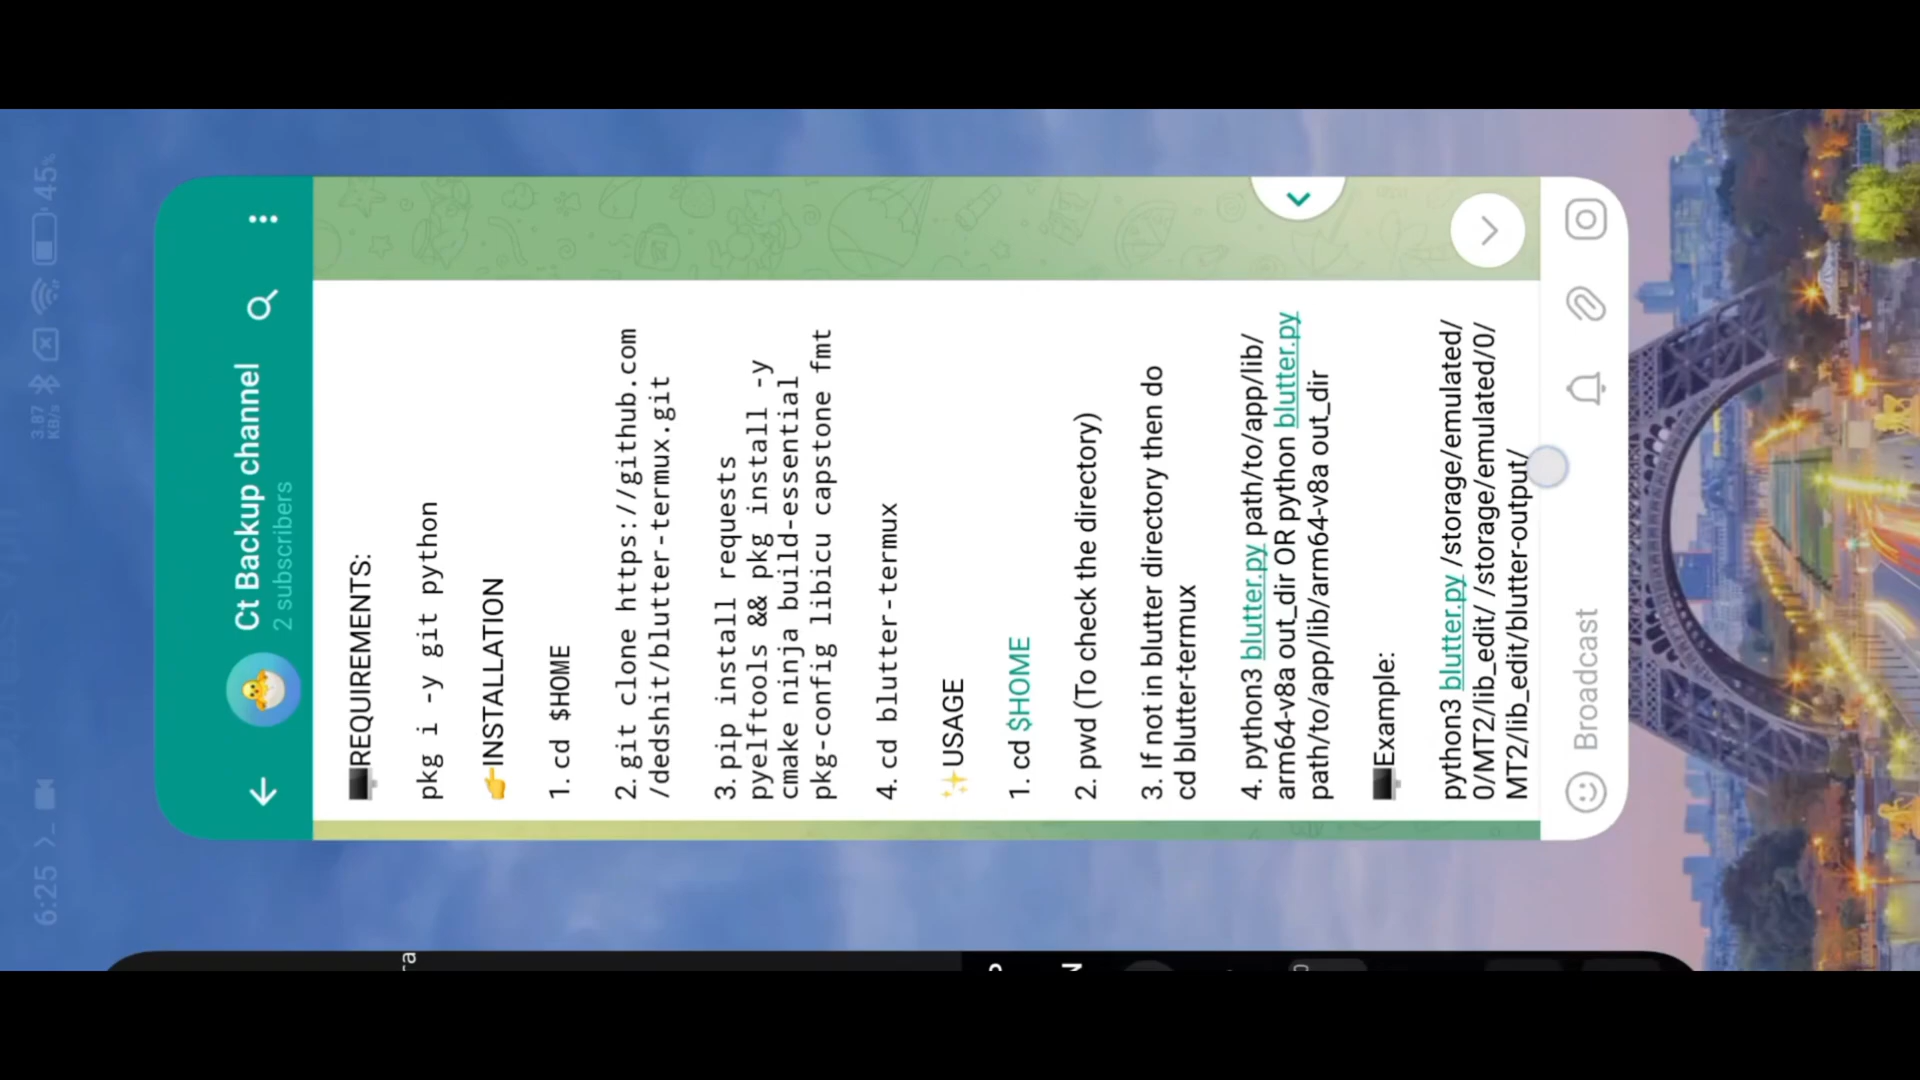 6:25
3.87 KB/s
45%
Ct Backup channel
2 subscribers
REQUIREMENTS:
pkg i -y git python
👉INSTALLATION
1. cd $HOME
2.git clone https://github.com
/dedshit/blutter-termux.git
3.pip install requests
pyelftools && pkg install -y
cmake ninja build-essential
pkg-config libicu capstone fmt
4. cd blutter-termux
✨USAGE
1. cd $HOME
2. pwd (To check the directory)
3. If not in blutter directory then do
cd blutter-termux
4. python3 blutter.py path/to/app/lib/
arm64-v8a out_dir OR python blutter.py
path/to/app/lib/arm64-v8a out_dir
Example:
python3 blutter.py /storage/emulated/
0/MT2/lib_edit/ /storage/emulated/0/
MT2/lib_edit/blutter-output/
Broadcast